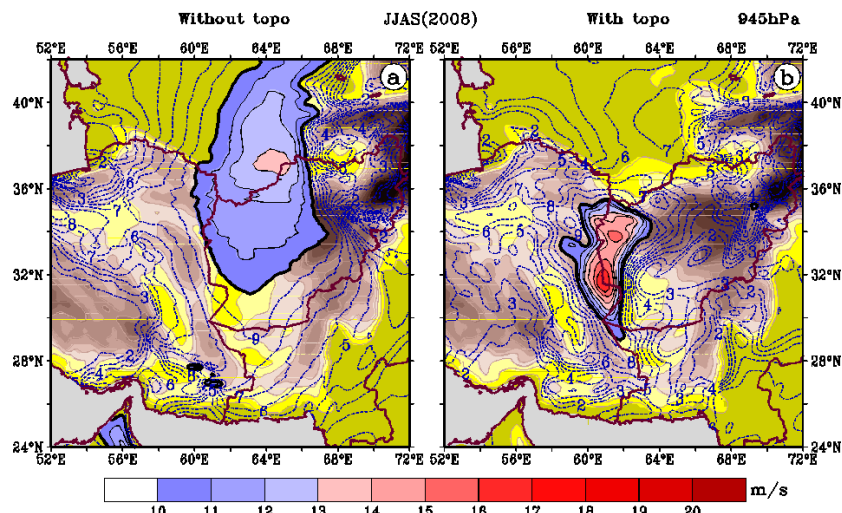 Without topo JJAS(2008) With topo 945hPa
52°E 56°E 60°E 64°E 68°E 72°E 52°E 56°E 60°E 64°E 68°E 72°E
a b
40°N 40°N
36°N 36°N
32°N 32°N
28°N 28°N
24°N 24°N
52°E 56°E 60°E 64°E 68°E 72°E 52°E 56°E 60°E 64°E 68°E 72°E
10 11 12 13 14 15 16 17 18 19 20 m/s